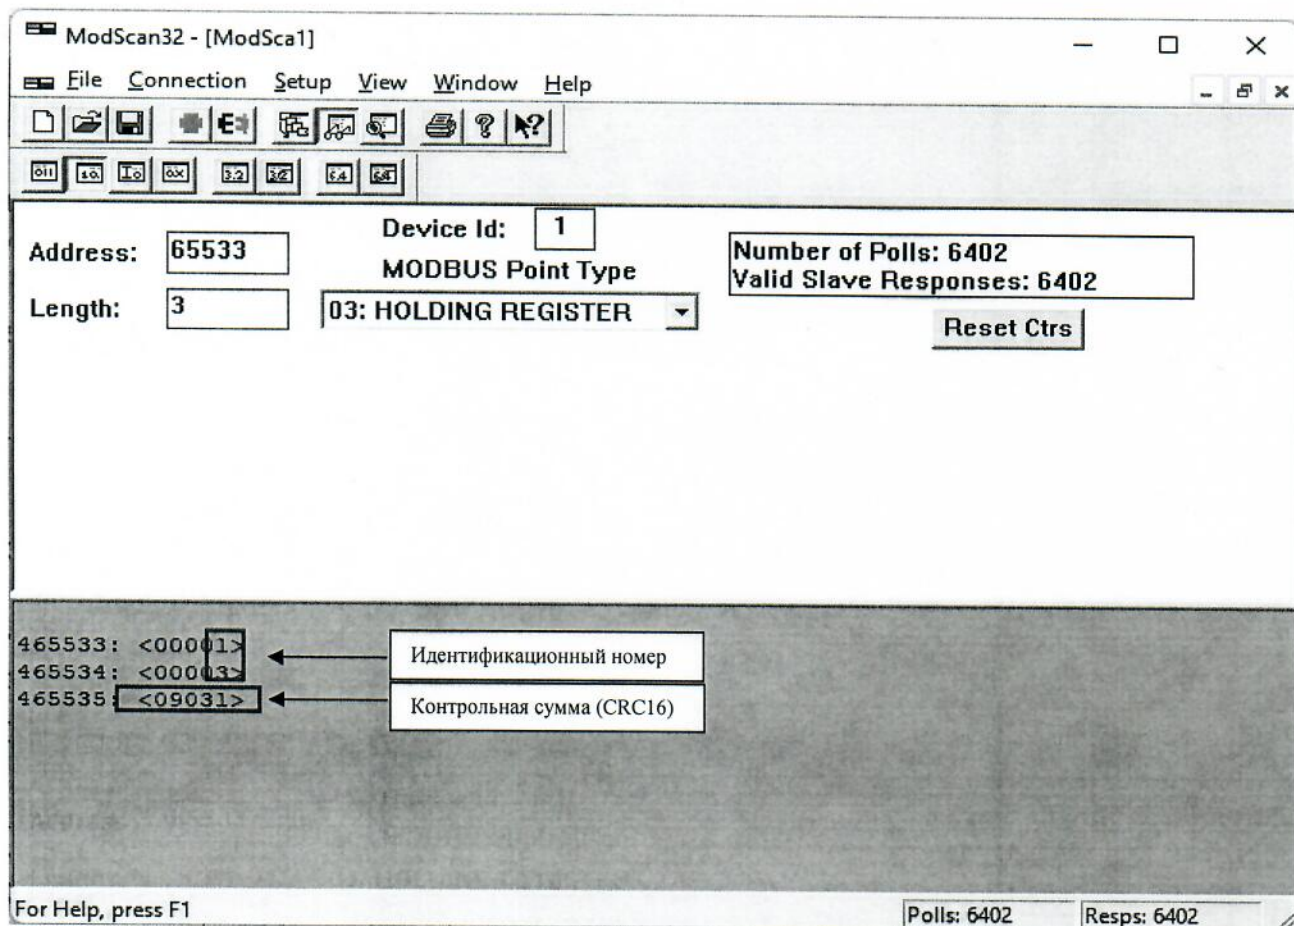 ModScan32 - [ModSca1]
File Connection Setup View Window Help
Address: 65533
Device Id: 1
MODBUS Point Type
Length: 3
03: HOLDING REGISTER
Number of Polls: 6402
Valid Slave Responses: 6402
Reset Ctrs
465533: <00001>
465534: <00003>
465535: <09031>
Идентификационный номер
Контрольная сумма (CRC16)
For Help, press F1
Polls: 6402
Resps: 6402